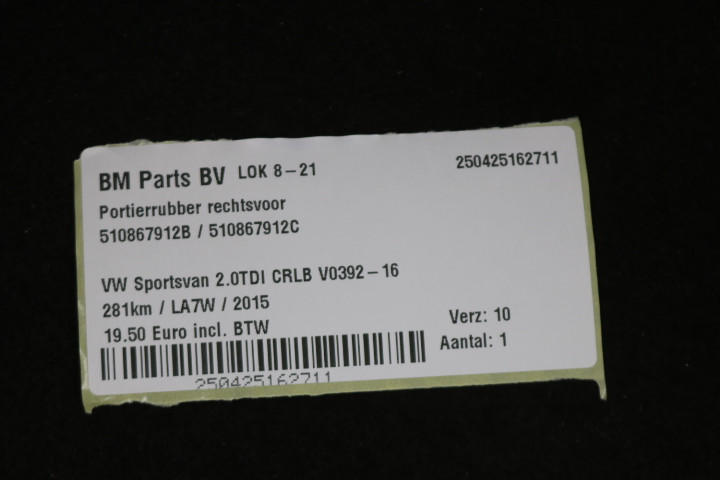 BM Parts BV LOK 8-21 250425162711
Portierrubber rechtsvoor
510867912B / 510867912C
VW Sportsvan 2.0TDI CRLB V0392-16
281km / LA7W / 2015
19.50 Euro incl. BTW
Verz: 10
Aantal: 1
250425162711